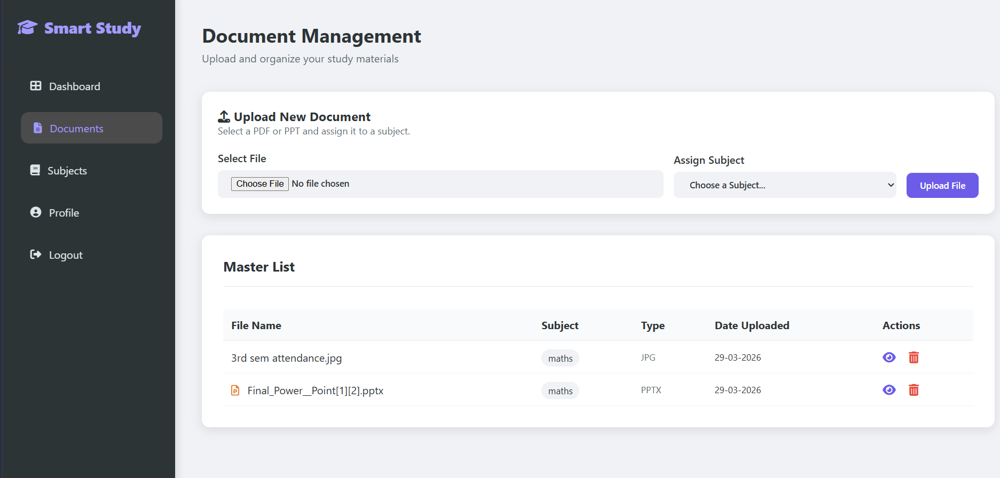 Smart Study
Dashboard
Documents
Subjects
Profile
Logout
Document Management
Upload and organize your study materials
Upload New Document
Select a PDF or PPT and assign it to a subject.
Select File
Assign Subject
Choose File No file chosen
Choose a Subject...
Upload File
Master List
File Name Subject Type Date Uploaded Actions
3rd sem attendance.jpg maths JPG 29-03-2026
Final_Power__Point[1][2].pptx maths PPTX 29-03-2026